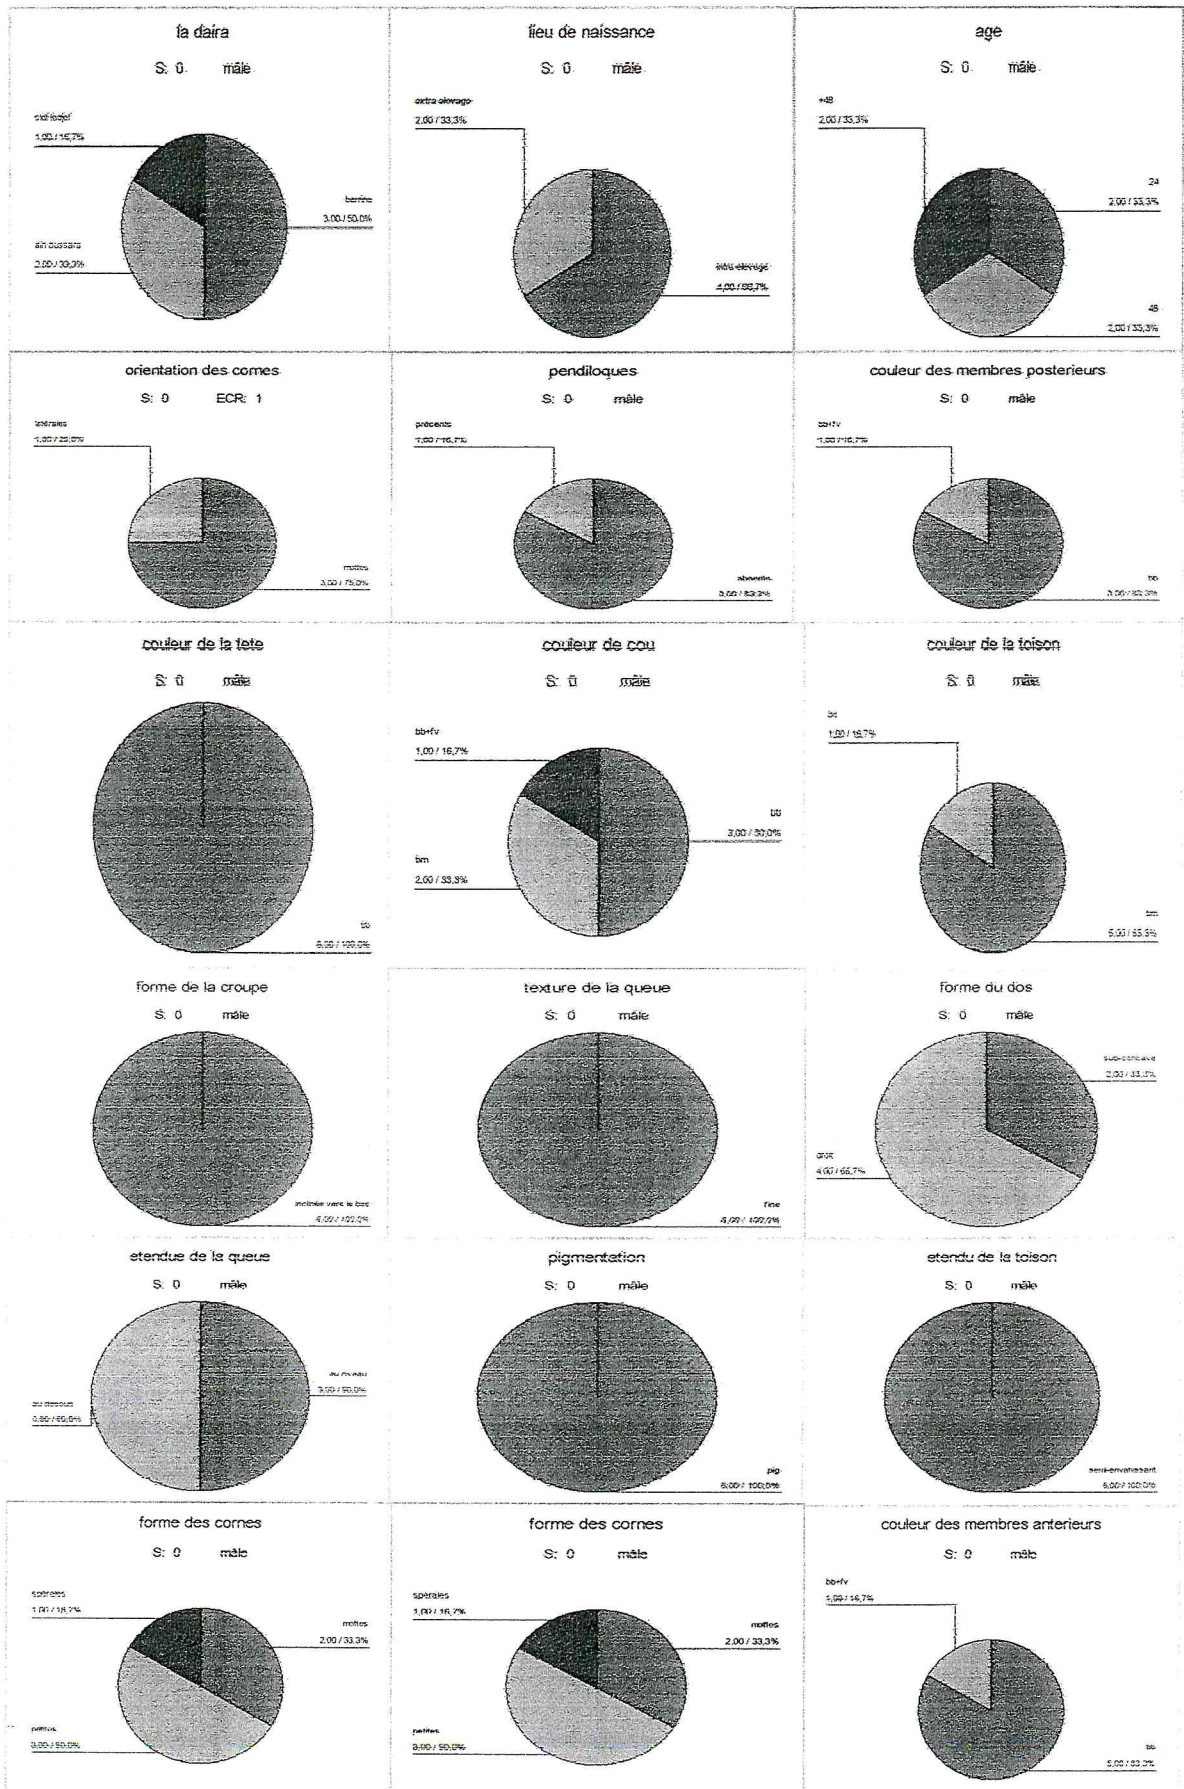 la daira
S: 0 mâle
sidi ladjel
1,00 / 16,7%
berrine
3,00 / 50,0%
ain oussara
2,00 / 33,3%
lieu de naissance
S: 0 mâle
extra elevage
2,00 / 33,3%
intra elevage
4,00 / 66,7%
age
S: 0 mâle
+48
2,00 / 33,3%
24
2,00 / 33,3%
48
2,00 / 33,3%
orientation des cornes
S: 0 ECR: 1
latérales
1,00 / 25,0%
mottes
3,00 / 75,0%
pendiloques
S: 0 mâle
présents
1,00 / 16,7%
absents
5,00 / 83,3%
couleur des membres posterieurs
S: 0 mâle
bb+fv
1,00 / 16,7%
bb
5,00 / 83,3%
couleur de la tete
S: 0 mâle
bb
6,00 / 100,0%
couleur de cou
S: 0 mâle
bb+fv
1,00 / 16,7%
bb
3,00 / 50,0%
bm
2,00 / 33,3%
couleur de la toison
S: 0 mâle
1,00 / 16,7%
bm
5,00 / 83,3%
forme de la croupe
S: 0 mâle
inclinée vers le bas
6,00 / 100,0%
texture de la queue
S: 0 mâle
fine
6,00 / 100,0%
forme du dos
S: 0 mâle
sub-concave
2,00 / 33,3%
droit
4,00 / 66,7%
etendue de la queue
S: 0 mâle
au niveau
3,00 / 50,0%
au dessous
3,00 / 50,0%
pigmentation
S: 0 mâle
pig
6,00 / 100,0%
etendu de la toison
S: 0 mâle
semi-envahissant
6,00 / 100,0%
forme des cornes
S: 0 mâle
spérales
1,00 / 16,7%
mottes
2,00 / 33,3%
petites
3,00 / 50,0%
forme des cornes
S: 0 mâle
spérales
1,00 / 16,7%
mottes
2,00 / 33,3%
petites
3,00 / 50,0%
couleur des membres anterieurs
S: 0 mâle
bb+fv
1,00 / 16,7%
bb
5,00 / 83,3%